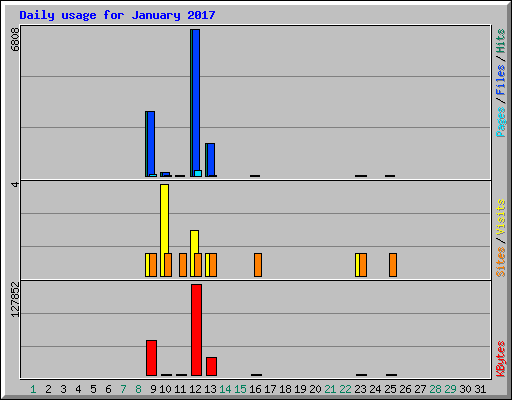 Daily usage for January 2017
6808
Pages / Files / Hits
4
Sites / Visits
127852
KBytes
1 2 3 4 5 6 7 8 9 10 11 12 13 14 15 16 17 18 19 20 21 22 23 24 25 26 27 28 29 30 31